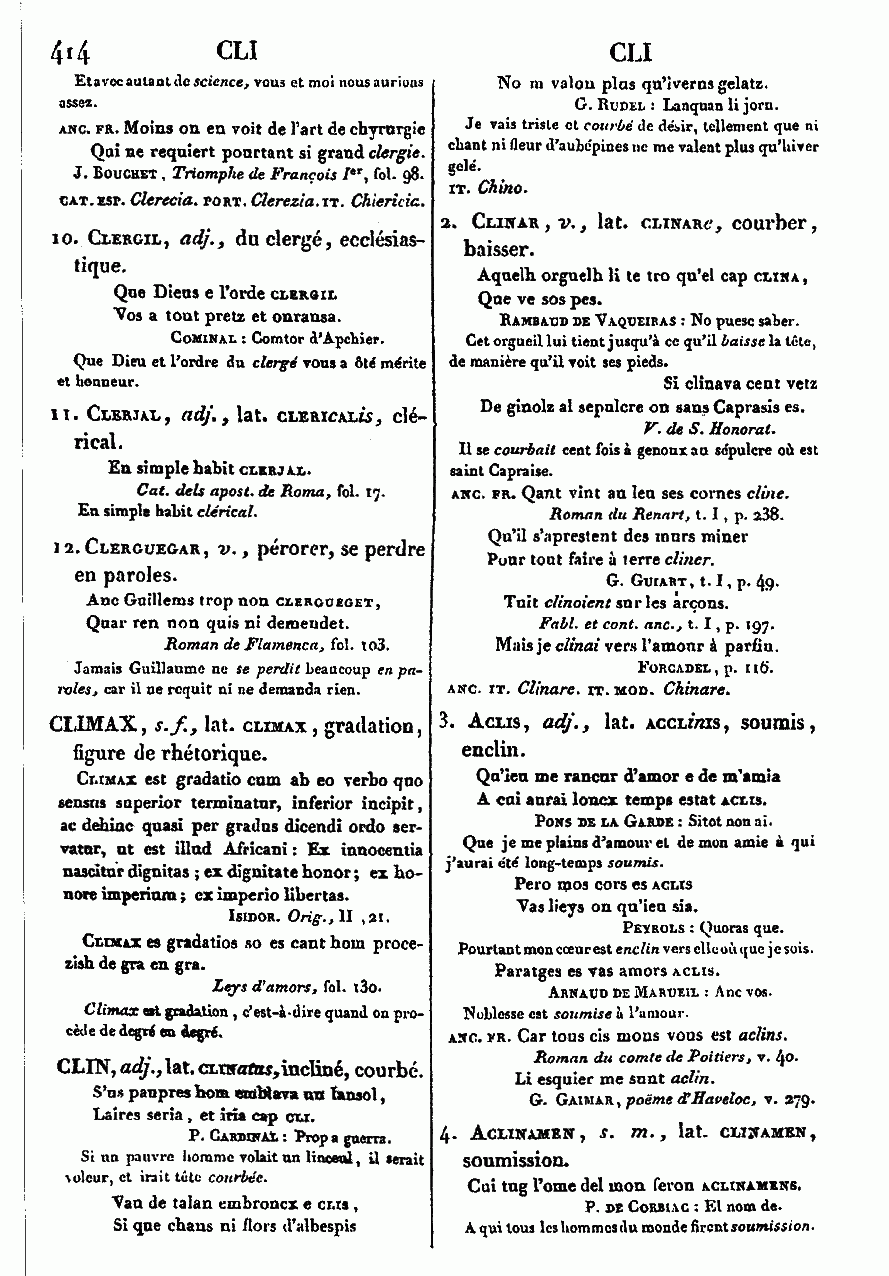 414 CLI CLI
Et avec autant de science, vous et moi nous aurions
assez.
ANC. FR. Moins on en voit de l'art de chyrurgie
Qui ne requiert pourtant si grand clergie.
J. BOUCHET, Triomphe de François Ier, fol. 98.
CAT. ESP. Clerecia. PORT. Clerezia. IT. Chiericia.
10. CLERGIL, adj., du clergé, ecclésias-
tique.
Que Dieus e l'orde CLERGIL
Vos a tout pretz et onransa.
COMINAL : Comtor d'Apchier.
Que Dieu et l'ordre du clergé vous a ôté mérite
et honneur.
11. CLERJAL, adj., lat. CLERICALis, clé-
rical.
En simple habit CLERJAL.
Cat. dels apost. de Roma, fol. 17.
En simple habit clérical.
12. CLERGUEGAR, v., pérorer, se perdre
en paroles.
Anc Guillems trop non CLERGUEGET,
Quar ren non quis ni demendet.
Roman de Flamenca, fol. 103.
Jamais Guillaume ne se perdit beaucoup en pa-
roles, car il ne requit ni ne demanda rien.
CLIMAX, s. f., lat. CLIMAX, gradation,
figure de rhétorique.
CLIMAX est gradatio cum ab eo verbo quo
sensus superior terminatur, inferior incipit,
ac dehinc quasi per gradus dicendi ordo ser-
vatur, ut est illud Africani : Ex innocentia
nascitur dignitas ; ex dignitate honor ; ex ho-
nore imperium ; ex imperio libertas.
ISIDOR. Orig., II, 21.
CLIMAX es gradatios so es cant hom proce-
zish de gra en gra.
Leys d'amors, fol. 130.
Climax est gradation, c'est-à-dire quand on pro-
cède de degré en degré.
CLIN, adj., lat. CLINatus, incliné, courbé.
S'us paupres hom emblava un lansol,
Laires seria, et iria cap CLI.
P. CARDINAL : Prop a guerra.
Si un pauvre homme volait un linceul, il serait
voleur, et irait tête courbée.
Van de talan embroncx e CLIS,
Si que chans ni flors d'albespis
No m valon plus qu'iverns gelatz.
G. RUDEL : Lanquan li jorn.
Je vais triste et courbé de désir, tellement que ni
chant ni fleur d'aubépines ne me valent plus qu'hiver
gelé.
IT. Chino.
2. CLINAR, v., lat. CLINARe, courber,
baisser.
Aquelh orguelh li te tro qu'el cap CLINA,
Que ve sos pes.
RAMBAUD DE VAQUEIRAS : No puesc saber.
Cet orgueil lui tient jusqu'à ce qu'il baisse la tête,
de manière qu'il voit ses pieds.
Si clinava cent vetz
De ginolz al sepulcre on sans Caprasis es.
V. de S. Honorat.
Il se courbait cent fois à genoux au sépulcre où est
saint Capraise.
ANC. FR. Qant vint au leu ses cornes cline.
Roman du Renart, t. I, p. 238.
Qu'il s'aprestent des murs miner
Pour tout faire à terre cliner.
G. GUIART, t. I, p. 49.
Tuit clinoient sur les arçons.
Fabl. et cont. anc., t. I, p. 197.
Mais je clinai vers l'amour à parfin.
FORCADEL, p. 116.
ANC. IT. Clinare. IT. MOD. Chinare.
3. ACLIS, adj., lat. ACCLinIS, soumis,
enclin.
Qu'ieu me rancur d'amor e de m'amia
A cui aurai loncx temps estat ACLIS.
PONS DE LA GARDE : Sitot non ai.
Que je me plains d'amour et de mon amie à qui
j'aurai été long-temps soumis.
Pero mos cors es ACLIS
Vas lieys on qu'ieu sia.
PEYROLS : Quoras que.
Pourtant mon cœur est enclin vers elle où que je sois.
Paratges es vas amors ACLIS.
ARNAUD DE MARUEIL : Anc vos.
Noblesse est soumise à l'amour.
ANC. FR. Car tous cis mons vous est aclins.
Roman du comte de Poitiers, v. 40.
Li esquier me sunt aclin.
G. GAIMAR, poëme d'Haveloc, v. 279.
4. ACLINAMEN, s. m., lat. CLINAMEN,
soumission.
Cui tug l'ome del mon feron ACLINAMENS.
P. DE CORBIAC : El nom de.
A qui tous les hommes du monde firent soumission.